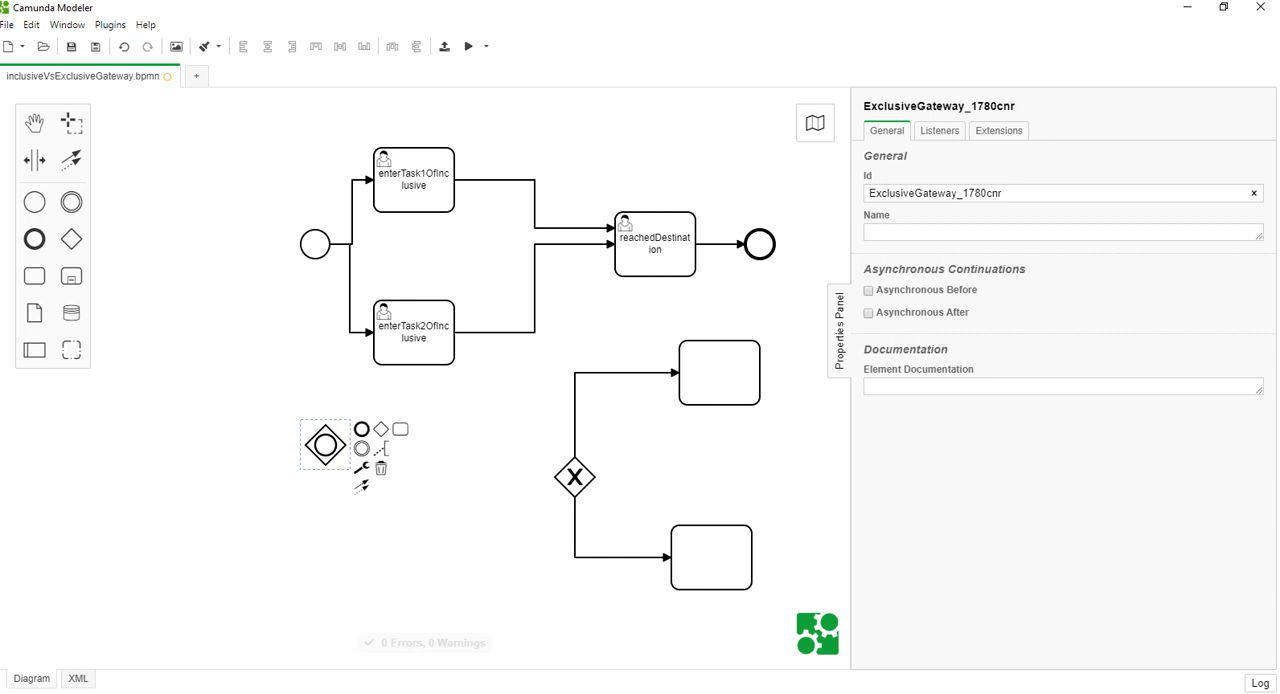 Camunda Modeler
File Edit Window Plugins Help
inclusiveVsExclusiveGateway.bpmn
+
enterTask1OfIncl
lusive
reachedDestinat
ion
enterTask2OfInc
lusive
X
0 Errors, 0 Warnings
Properties Panel
ExclusiveGateway_1780cnr
General Listeners Extensions
General
Id
ExclusiveGateway_1780cnr ×
Name
Asynchronous Continuations
Asynchronous Before
Asynchronous After
Documentation
Element Documentation
Diagram XML
Log